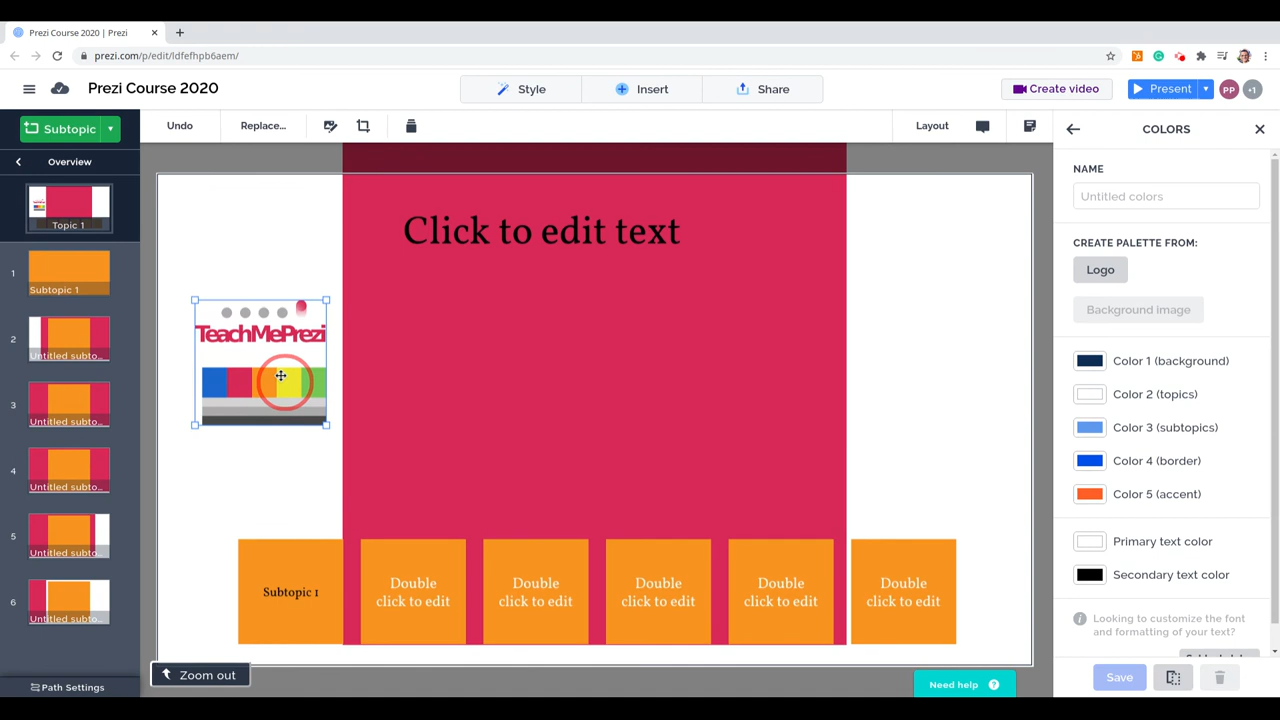 Prezi Course 2020 | Prezi
prezi.com/p/edit/ldfefhpb6aem/
Prezi Course 2020
Style
Insert
Share
Create video
Present
PP
+1
Subtopic
Undo
Replace...
Layout
COLORS
Overview
Topic 1
1
Subtopic 1
2
Untitled subto...
3
Untitled subto...
4
Untitled subto...
5
Untitled subto...
6
Untitled subto...
Path Settings
Click to edit text
TeachMePrezi
Subtopic 1
Double
click to edit
Double
click to edit
Double
click to edit
Double
click to edit
Double
click to edit
Zoom out
Need help
NAME
Untitled colors
CREATE PALETTE FROM:
Logo
Background image
Color 1 (background)
Color 2 (topics)
Color 3 (subtopics)
Color 4 (border)
Color 5 (accent)
Primary text color
Secondary text color
Looking to customize the font
and formatting of your text?
Save